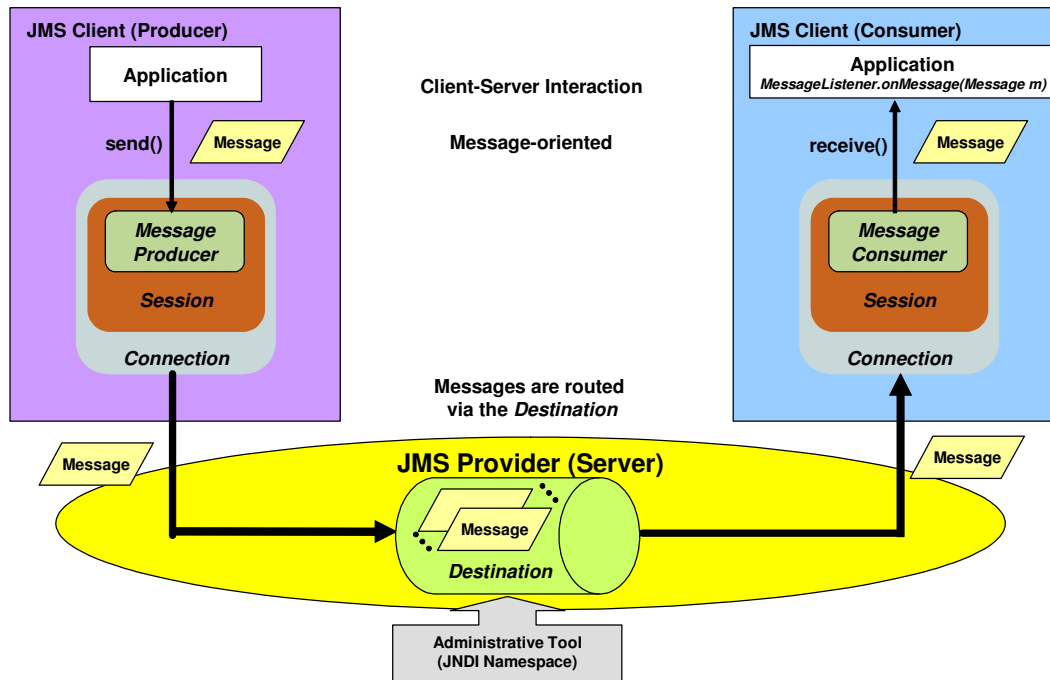 JMS Client (Producer)
Application
send()
Message
Message
Producer
Session
Connection
Client-Server Interaction
Message-oriented
JMS Client (Consumer)
Application
MessageListener.onMessage(Message m)
receive()
Message
Message
Consumer
Session
Connection
Messages are routed
via the Destination
Message
Message
JMS Provider (Server)
Message
Destination
Administrative Tool
(JNDI Namespace)